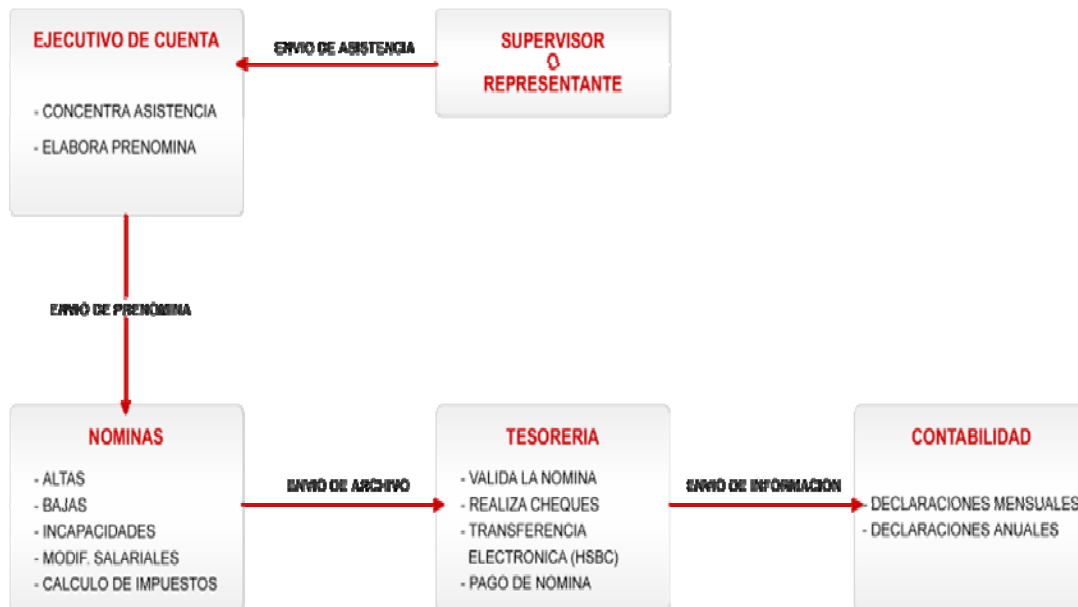 EJECUTIVO DE CUENTA
- CONCENTRA ASISTENCIA
- ELABORA PRENOMINA
ENVIO DE ASISTENCIA
SUPERVISOR
O
REPRESENTANTE
ENVIÓ DE PRENÓMINA
NOMINAS
- ALTAS
- BAJAS
- INCAPACIDADES
- MODIF. SALARIALES
- CALCULO DE IMPUESTOS
ENVIO DE ARCHIVO
TESORERIA
- VALIDA LA NOMINA
- REALIZA CHEQUES
- TRANSFERENCIA
ELECTRONICA (HSBC)
- PAGO DE NOMINA
ENVIO DE INFORMACIÓN
CONTABILIDAD
- DECLARACIONES MENSUALES
- DECLARACIONES ANUALES